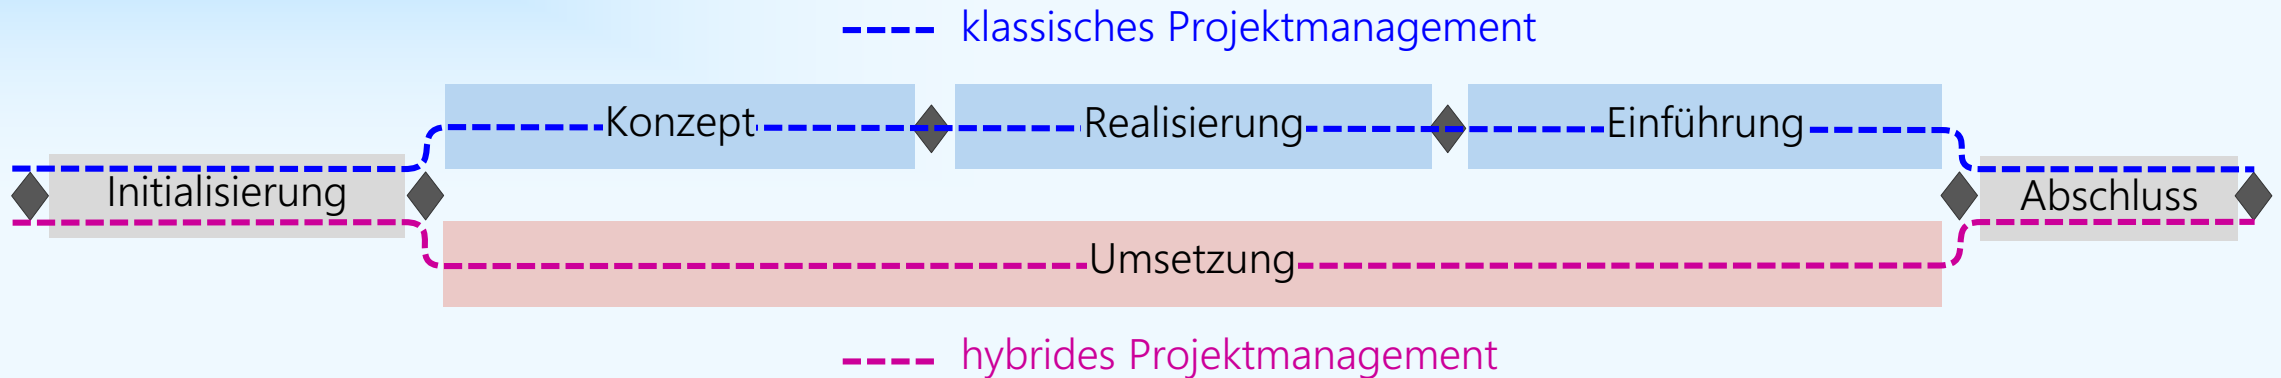 klassisches Projektmanagement
Konzept
Realisierung
Einführung
Initialisierung
Abschluss
Umsetzung
hybrides Projektmanagement